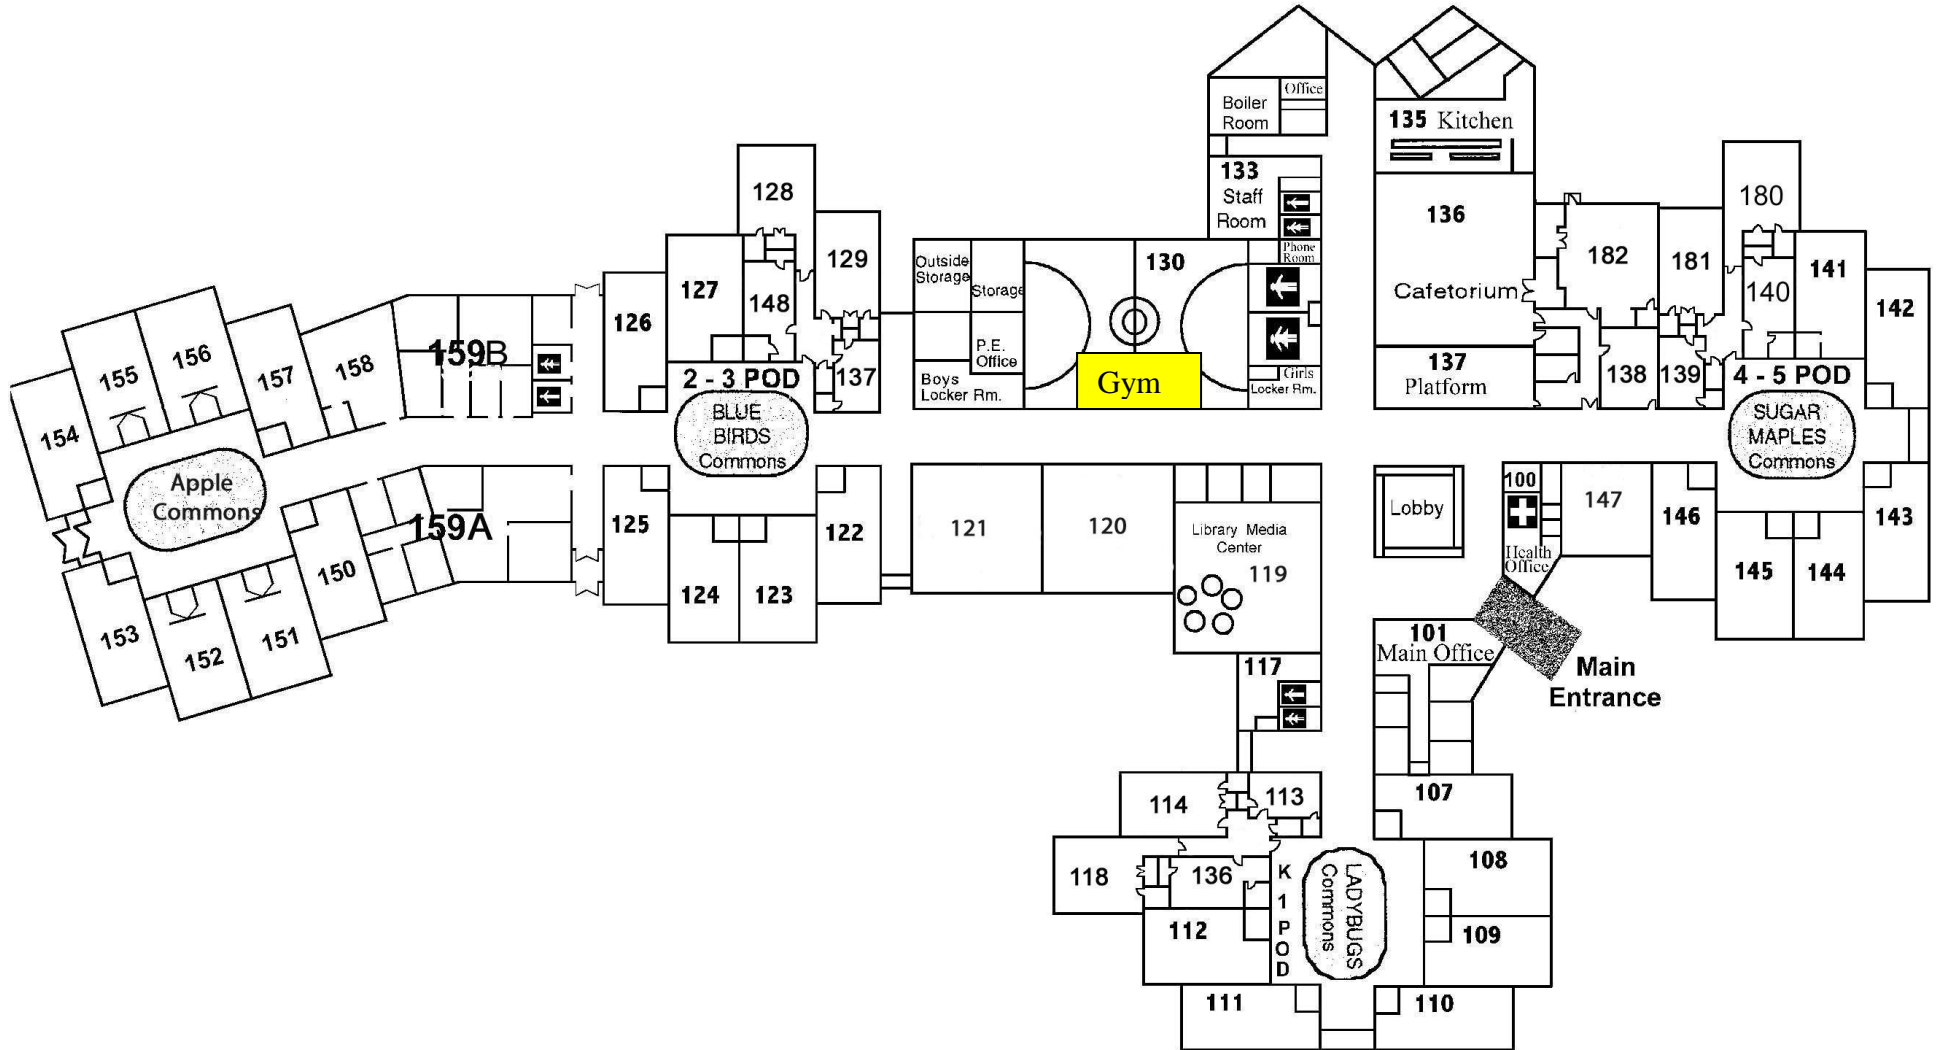 Office
Boiler
Room
135 Kitchen
133
Staff
Room
128
136
180
129
Outside
Storage
Storage
130
Phone
Room
182
181
141
127
148
Cafetorium
140
142
126
156
155
157
158
159B
P.E.
Office
Boys
Locker Rm.
Gym
Girls
Locker Rm.
137
Platform
138
139
2 - 3 POD
137
4 - 5 POD
BLUE
BIRDS
Commons
SUGAR
MAPLES
Commons
154
Apple
Commons
159A
125
122
121
120
Library Media
Center
119
Lobby
100
Health
Office
147
146
143
150
124
123
145
144
153
152
151
101
Main Office
117
Main
Entrance
114
113
107
118
136
K
1
P
O
D
LADYBUGS
Commons
108
112
109
111
110